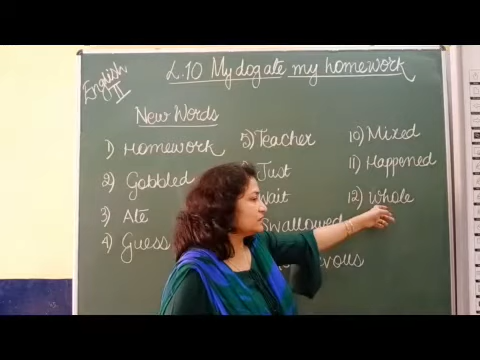 English
II
L.10 My dog ate my homework
New Words
1) Homework
2) Gobbled
3) Ate
4) Guess
5) Teacher
Just
Wait
Swallowed
vous
10) Mixed
11) Happened
12) Whole